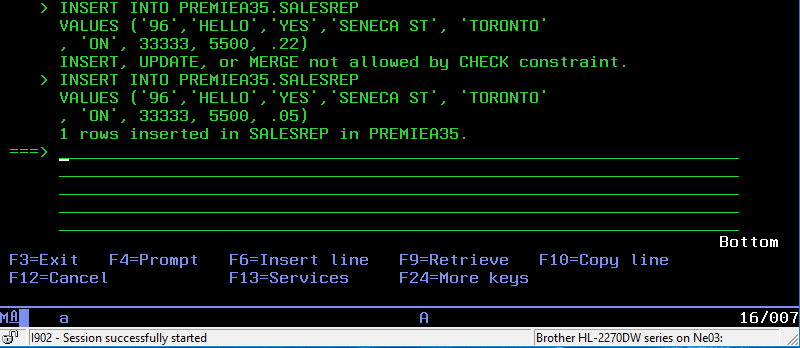 > INSERT INTO PREMIEA35.SALESREP
VALUES ('96','HELLO','YES','SENECA ST', 'TORONTO'
, 'ON', 33333, 5500, .22)
INSERT, UPDATE, or MERGE not allowed by CHECK constraint.
> INSERT INTO PREMIEA35.SALESREP
VALUES ('96','HELLO','YES','SENECA ST', 'TORONTO'
, 'ON', 33333, 5500, .05)
1 rows inserted in SALESREP in PREMIEA35.
===>
Bottom
F3=Exit F4=Prompt F6=Insert line F9=Retrieve F10=Copy line
F12=Cancel F13=Services F24=More keys
MA a A 16/007
I902 - Session successfully started Brother HL-2270DW series on Ne03: